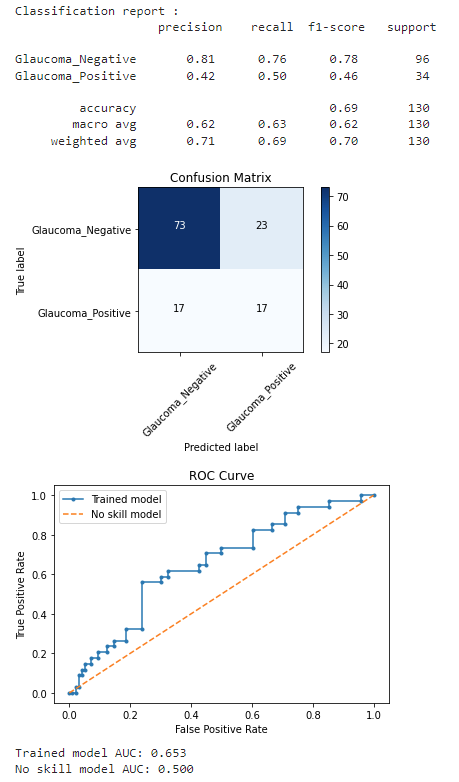 Classification report :
precision recall f1-score support
Glaucoma_Negative 0.81 0.76 0.78 96
Glaucoma_Positive 0.42 0.50 0.46 34
accuracy 0.69 130
macro avg 0.62 0.63 0.62 130
weighted avg 0.71 0.69 0.70 130
Confusion Matrix
True label
Glaucoma_Negative 73 23
Glaucoma_Positive 17 17
70
60
50
40
30
20
Glaucoma_Negative Glaucoma_Positive
Predicted label
ROC Curve
Trained model
No skill model
True Positive Rate
1.0
0.8
0.6
0.4
0.2
0.0
0.0 0.2 0.4 0.6 0.8 1.0
False Positive Rate
Trained model AUC: 0.653
No skill model AUC: 0.500